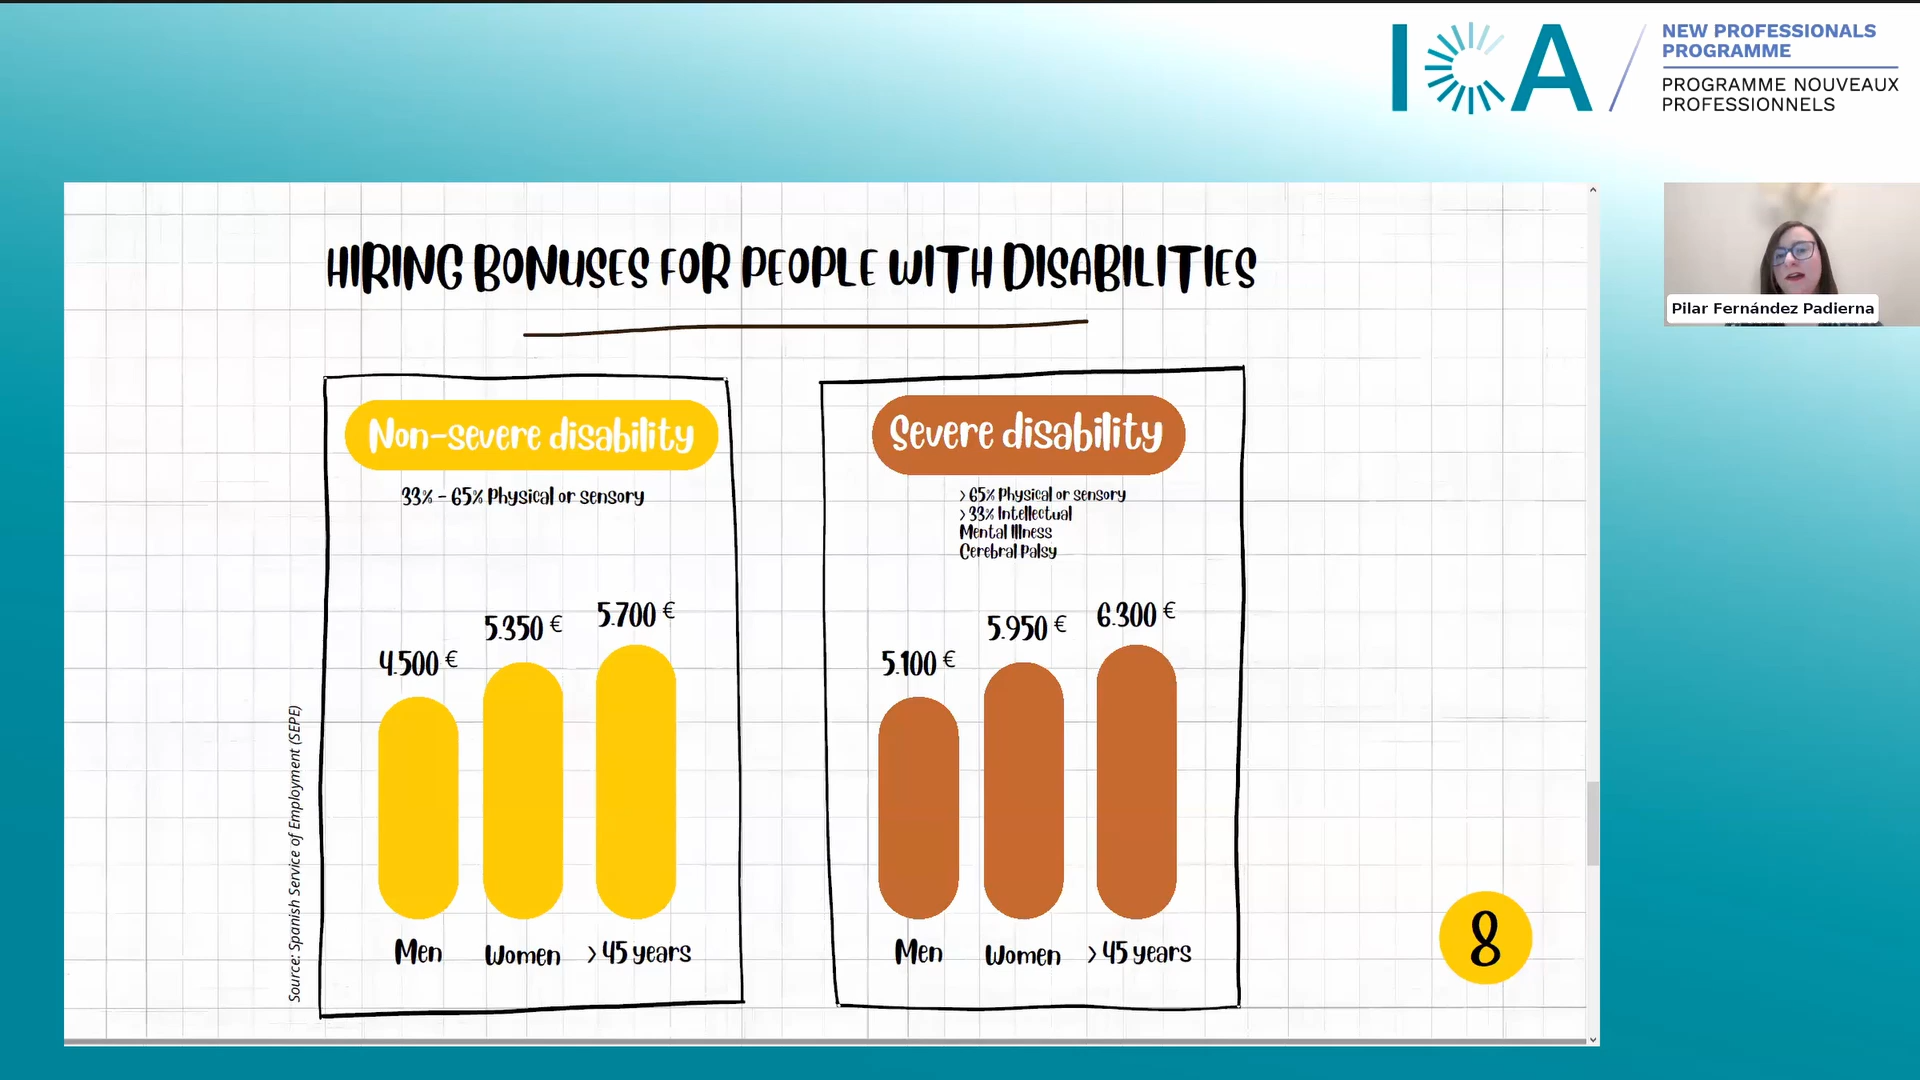 ICA
NEW PROFESSIONALS
PROGRAMME
PROGRAMME NOUVEAUX
PROFESSIONNELS
Pilar Fernández Padierna
HIRING BONUSES FOR PEOPLE WITH DISABILITIES
Non-severe disability
33% - 65% Physical or sensory
4.500 €
5.350 €
5.700 €
Men
Women
> 45 years
Severe disability
> 65% Physical or sensory
> 33% Intellectual
Mental Illness
Cerebral Palsy
5.100 €
5.950 €
6.300 €
Men
Women
> 45 years
Source: Spanish Service of Employment (SEPE)
8